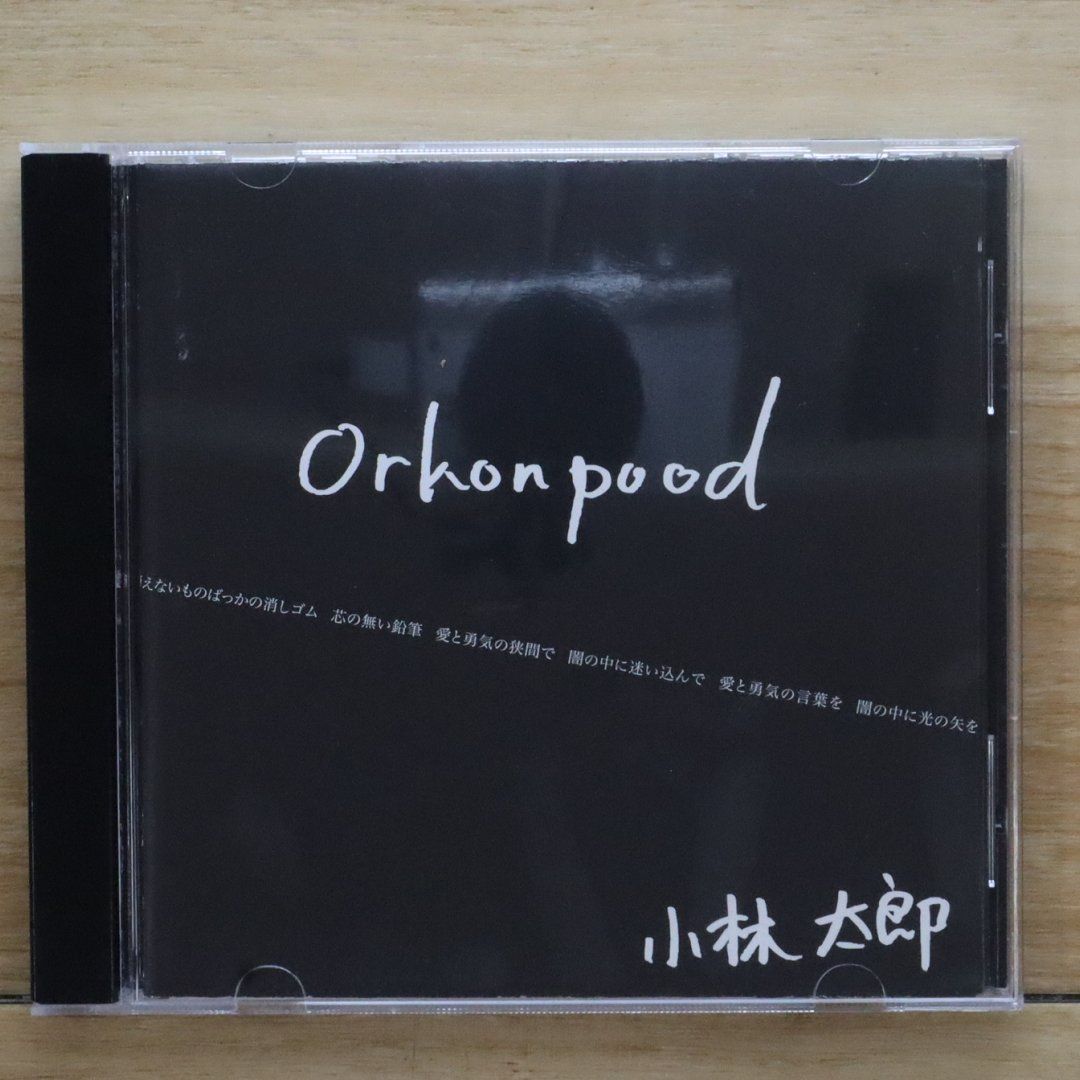 Orkonpood
えないものばっかの消しゴム 芯の無い鉛筆 愛と勇気の狭間で 闇の中に迷い込んで 愛と勇気の言葉を 闇の中に光の矢を
小林 太郎